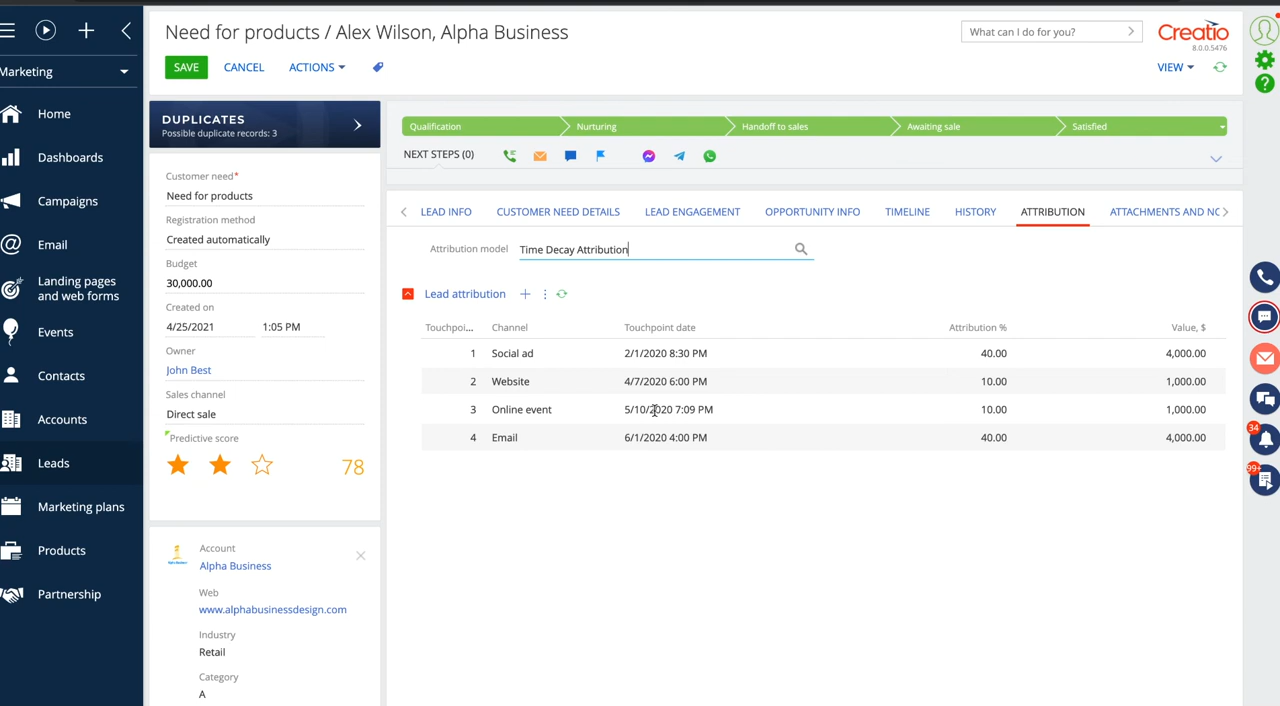 Need for products / Alex Wilson, Alpha Business
What can I do for you?
Creatio
8.0.0.5476
SAVE
CANCEL
ACTIONS
VIEW
Marketing
Home
Dashboards
Campaigns
Email
Landing pages
and web forms
Events
Contacts
Accounts
Leads
Marketing plans
Products
Partnership
DUPLICATES
Possible duplicate records: 3
Customer need*
Need for products
Registration method
Created automatically
Budget
30,000.00
Created on
4/25/2021 1:05 PM
Owner
John Best
Sales channel
Direct sale
Predictive score
78
Account
Alpha Business
Web
www.alphabusinessdesign.com
Industry
Retail
Category
A
Qualification
Nurturing
Handoff to sales
Awaiting sale
Satisfied
NEXT STEPS (0)
LEAD INFO
CUSTOMER NEED DETAILS
LEAD ENGAGEMENT
OPPORTUNITY INFO
TIMELINE
HISTORY
ATTRIBUTION
ATTACHMENTS AND NO
Attribution model Time Decay Attribution
Lead attribution
Touchpoi... Channel Touchpoint date Attribution % Value, $
1 Social ad 2/1/2020 8:30 PM 40.00 4,000.00
2 Website 4/7/2020 6:00 PM 10.00 1,000.00
3 Online event 5/10/2020 7:09 PM 10.00 1,000.00
4 Email 6/1/2020 4:00 PM 40.00 4,000.00
34
99+